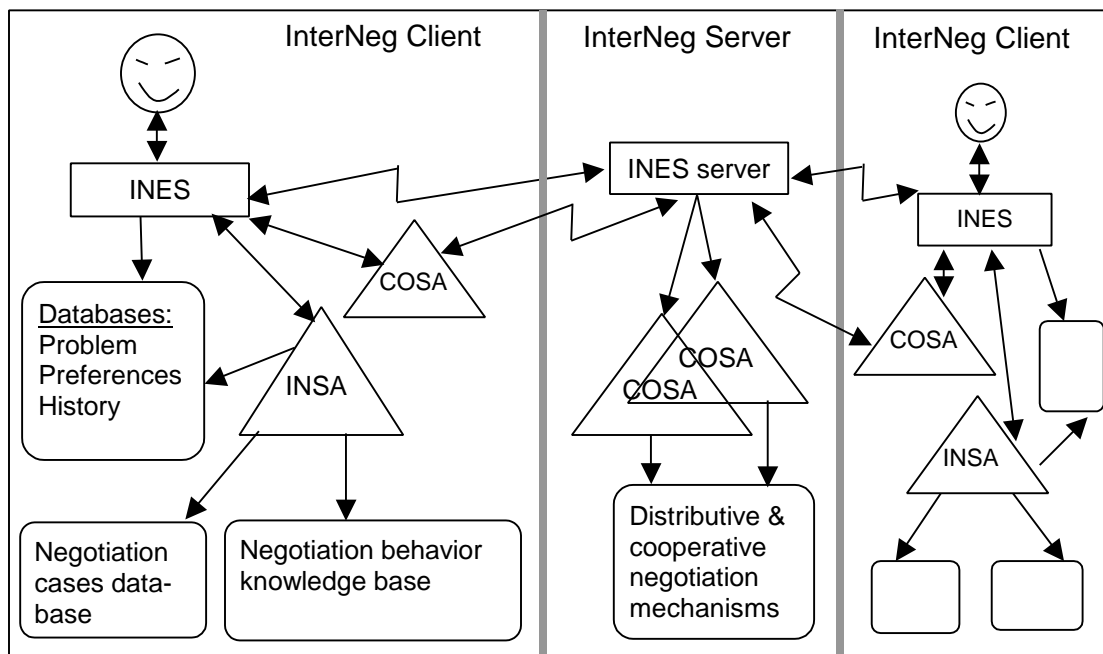 InterNeg Client
InterNeg Server
InterNeg Client
INES
INES server
INES
COSA
COSA
Databases:
Problem
Preferences
History
INSA
COSA
COSA
INSA
Negotiation
cases data-
base
Negotiation behavior
knowledge base
Distributive &
cooperative
negotiation
mechanisms